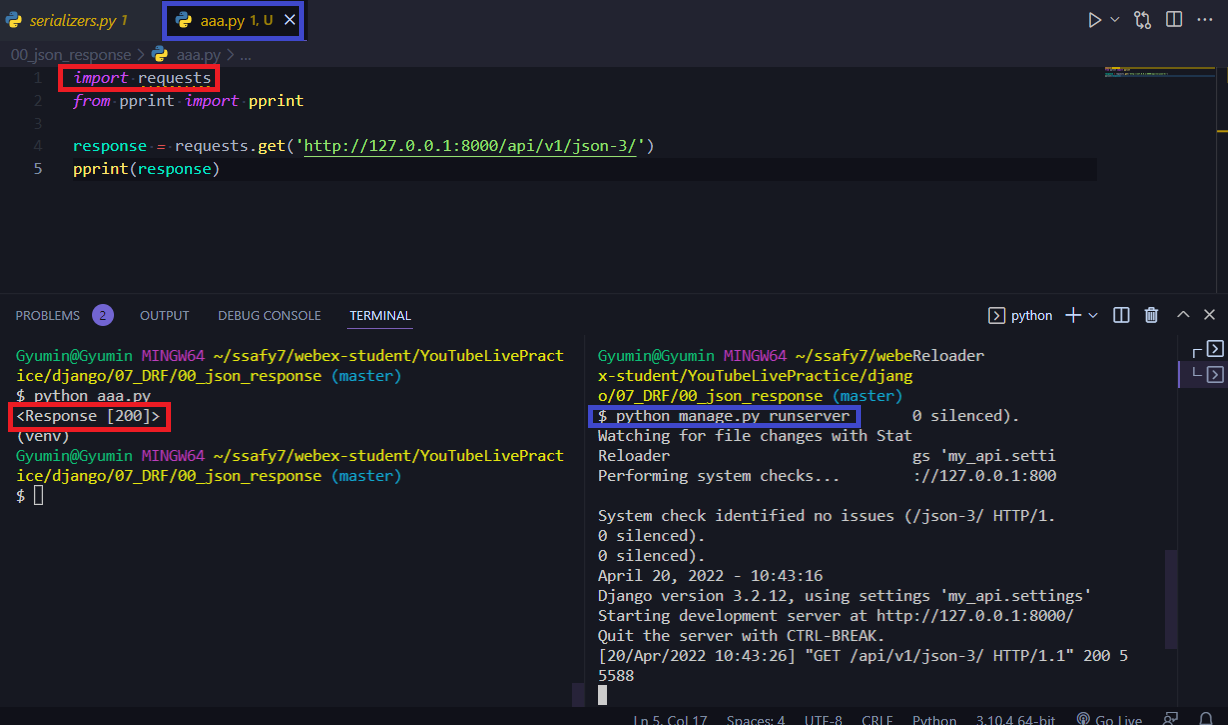 serializers.py 1
aaa.py 1, U
00_json_response > aaa.py > ...
1 import requests
2 from pprint import pprint
3
4 response = requests.get('http://127.0.0.1:8000/api/v1/json-3/')
5 pprint(response)
PROBLEMS 2 OUTPUT DEBUG CONSOLE TERMINAL
python
Gyumin@Gyumin MINGW64 ~/ssafy7/webex-student/YouTubeLivePract
ice/django/07_DRF/00_json_response (master)
$ python aaa.py
<Response [200]>
(venv)
Gyumin@Gyumin MINGW64 ~/ssafy7/webex-student/YouTubeLivePract
ice/django/07_DRF/00_json_response (master)
$
Gyumin@Gyumin MINGW64 ~/ssafy7/webeReloader
x-student/YouTubeLivePractice/djang
o/07_DRF/00_json_response (master)
$ python manage.py runserver 0 silenced).
Watching for file changes with Stat
Reloader gs 'my_api.setti
Performing system checks... ://127.0.0.1:800
System check identified no issues (/json-3/ HTTP/1.
0 silenced).
0 silenced).
April 20, 2022 - 10:43:16
Django version 3.2.12, using settings 'my_api.settings'
Starting development server at http://127.0.0.1:8000/
Quit the server with CTRL-BREAK.
[20/Apr/2022 10:43:26] "GET /api/v1/json-3/ HTTP/1.1" 200 5
5588
Ln 5, Col 17 Spaces: 4 UTF-8 CRLF Python 3.10.4 64-bit Go Live